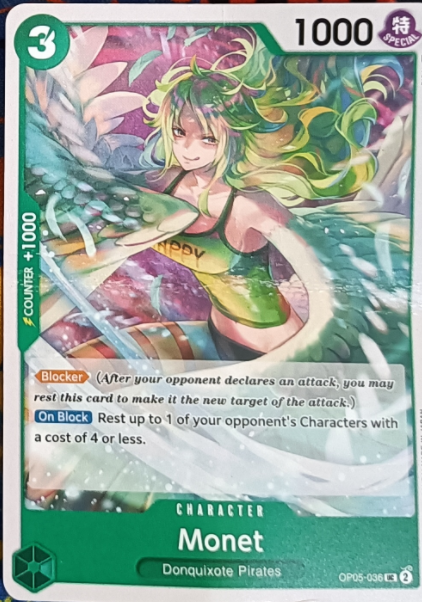 3
1000
特
SPECIAL
COUNTER +1000
Blocker (After your opponent declares an attack, you may
rest this card to make it the new target of the attack.)
On Block Rest up to 1 of your opponent's Characters with
a cost of 4 or less.
CHARACTER
Monet
Donquixote Pirates
OP05-036 UC 2